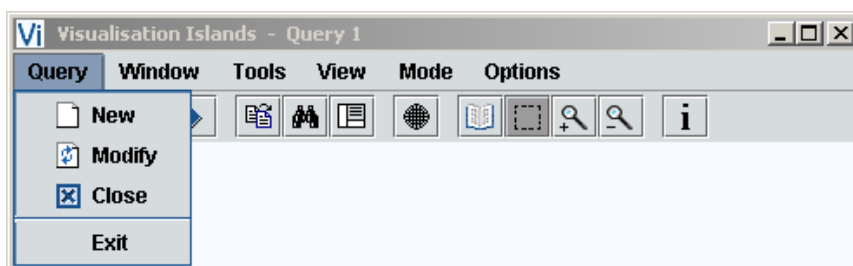 Vi Visualisation Islands - Query 1
Query Window Tools View Mode Options
New
i
Modify
Close
Exit